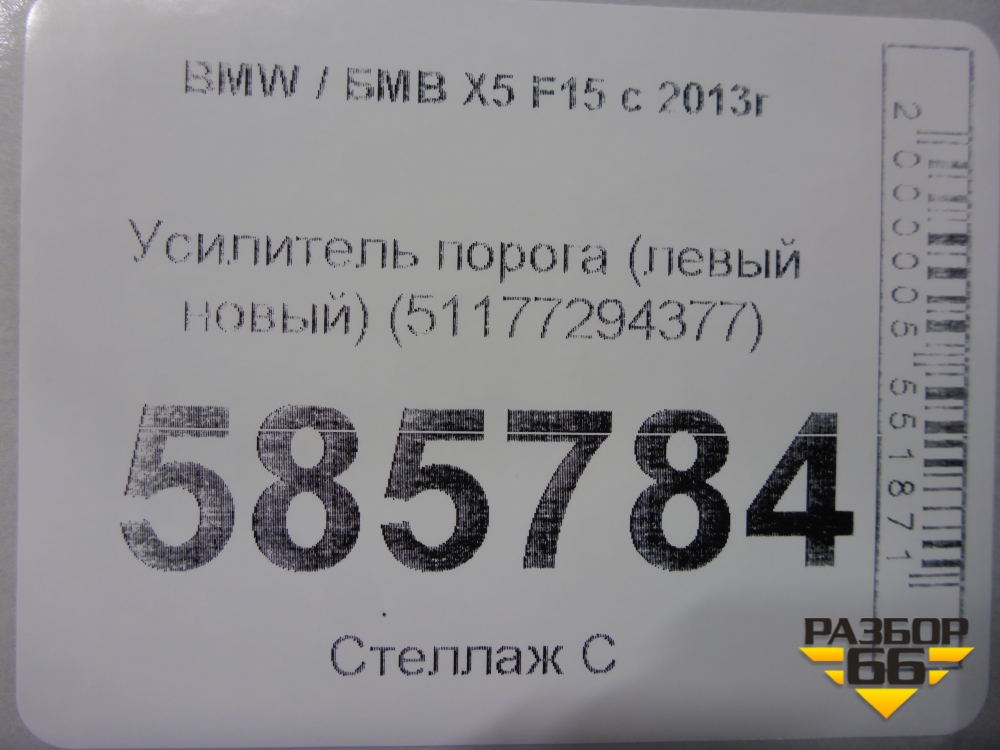 BMW / БМВ X5 F15 с 2013г
Усилитель порога (левый
новый) (51177294377)
585784
Стеллаж С
2000005551871
РАЗБОР
66